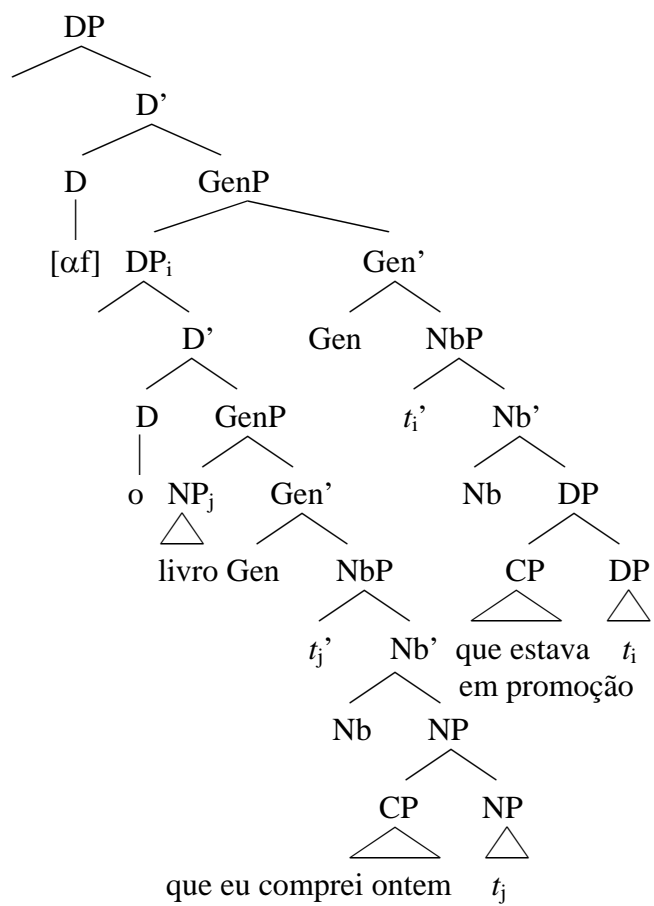 DP
D’
D GenP
[αf] DPi Gen’
D’ Gen NbP
D GenP ti’ Nb’
o NPj Gen’ Nb DP
livro Gen NbP CP DP
tj’ Nb’ que estava ti
em promoção
Nb NP
CP NP
que eu comprei ontem tj